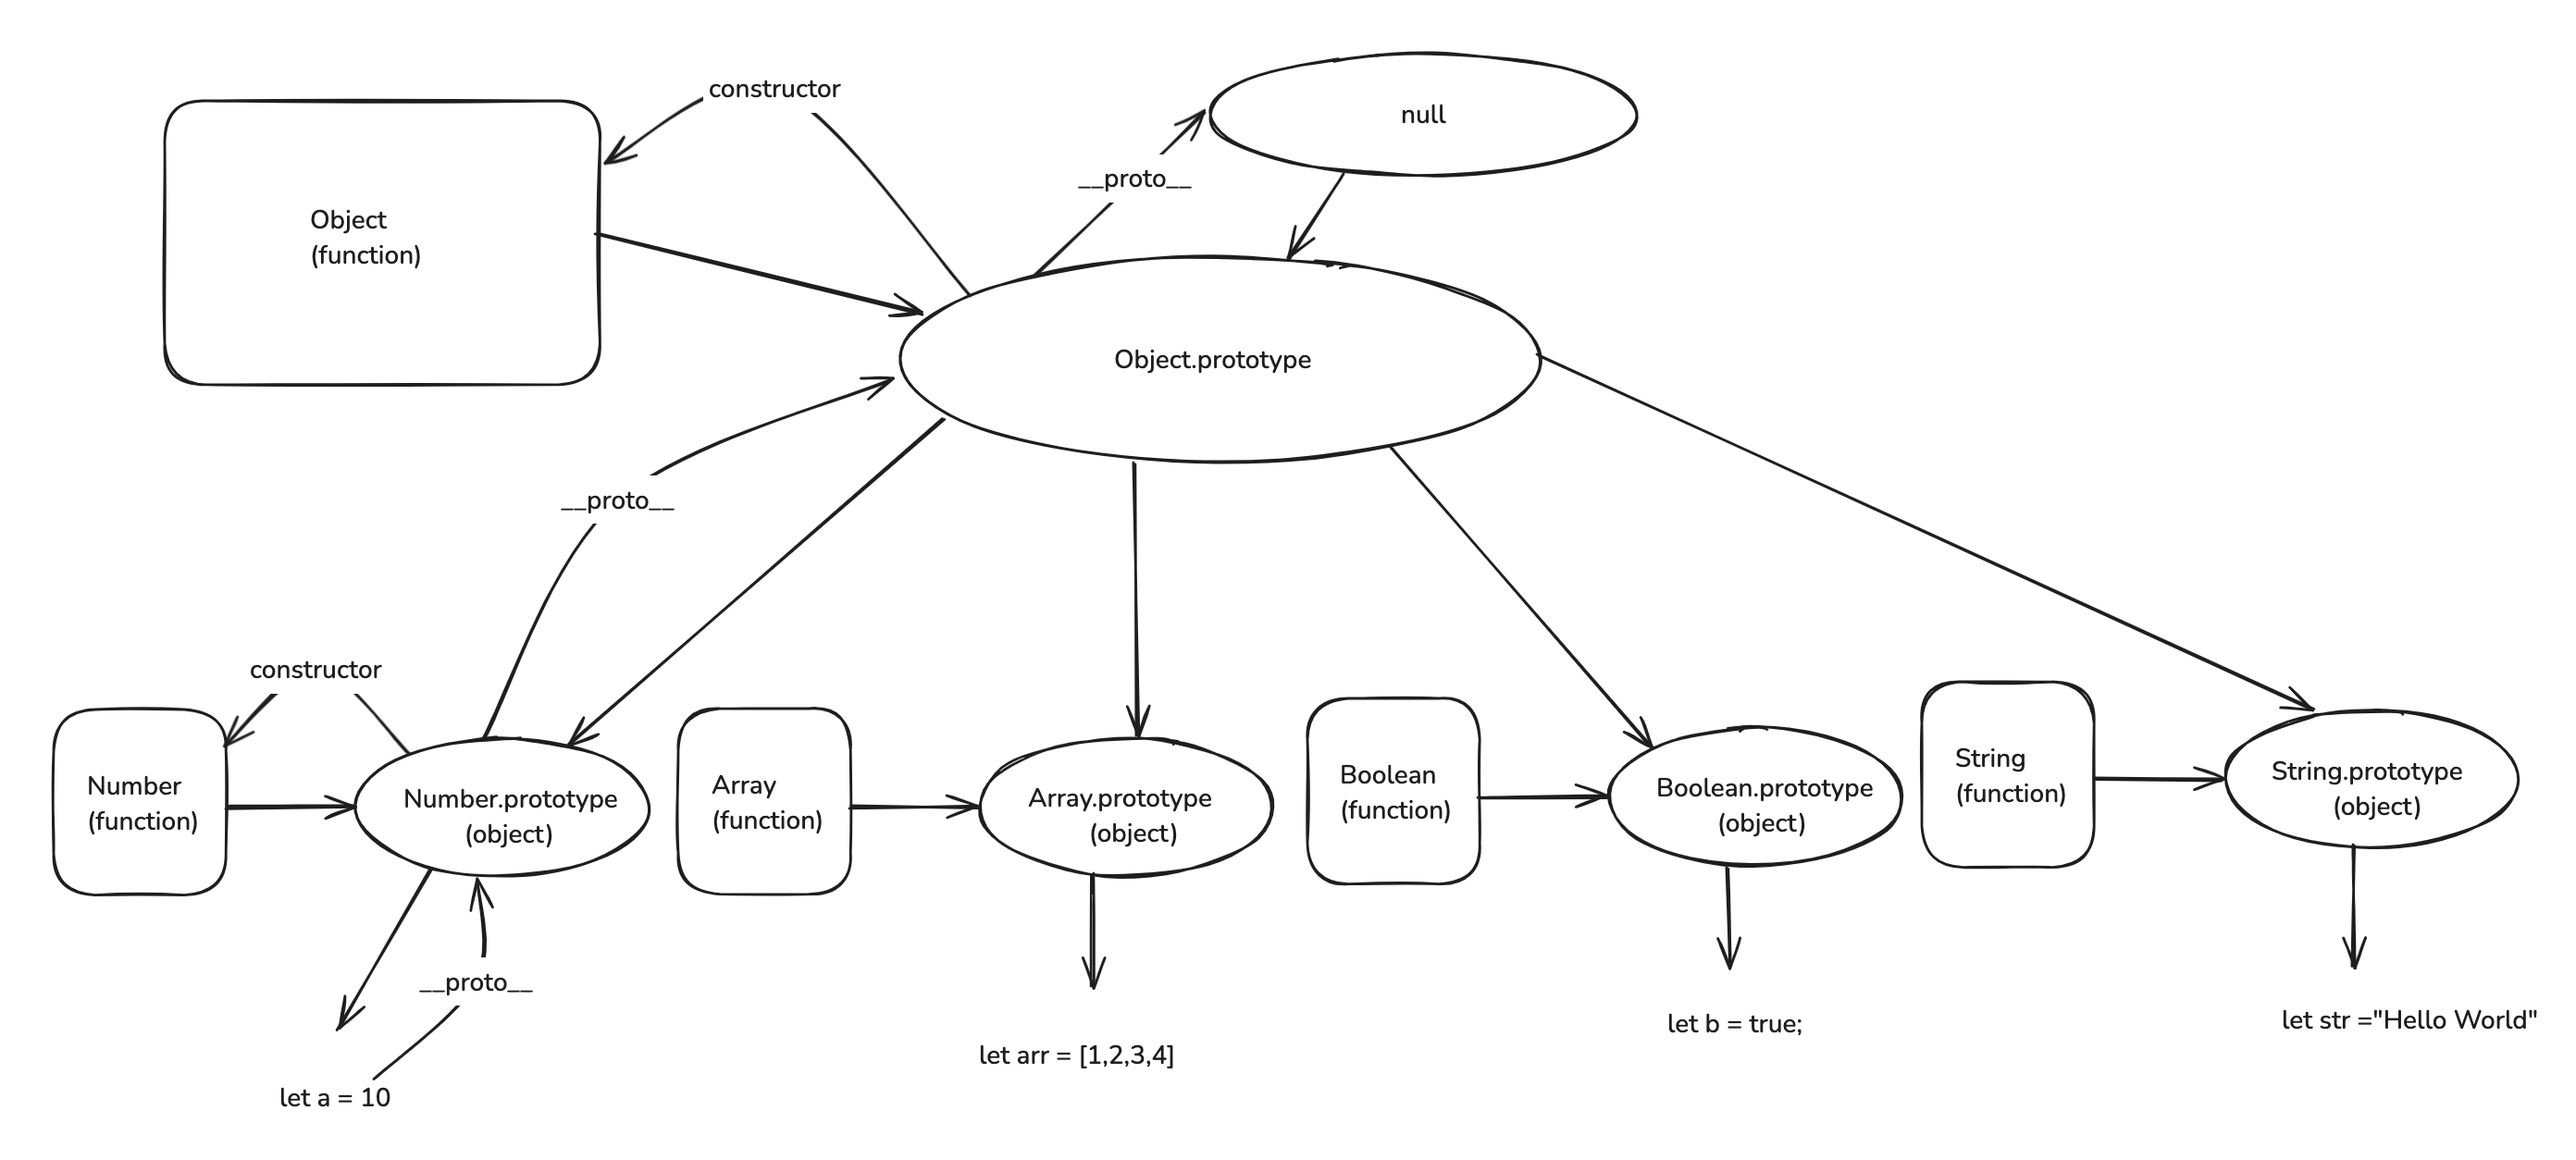 constructor
null
__proto__
Object
(function)
Object.prototype
__proto__
constructor
Number
(function)
Number.prototype
(object)
Array
(function)
Array.prototype
(object)
Boolean
(function)
Boolean.prototype
(object)
String
(function)
String.prototype
(object)
__proto__
let a = 10
let arr = [1,2,3,4]
let b = true;
let str ="Hello World"